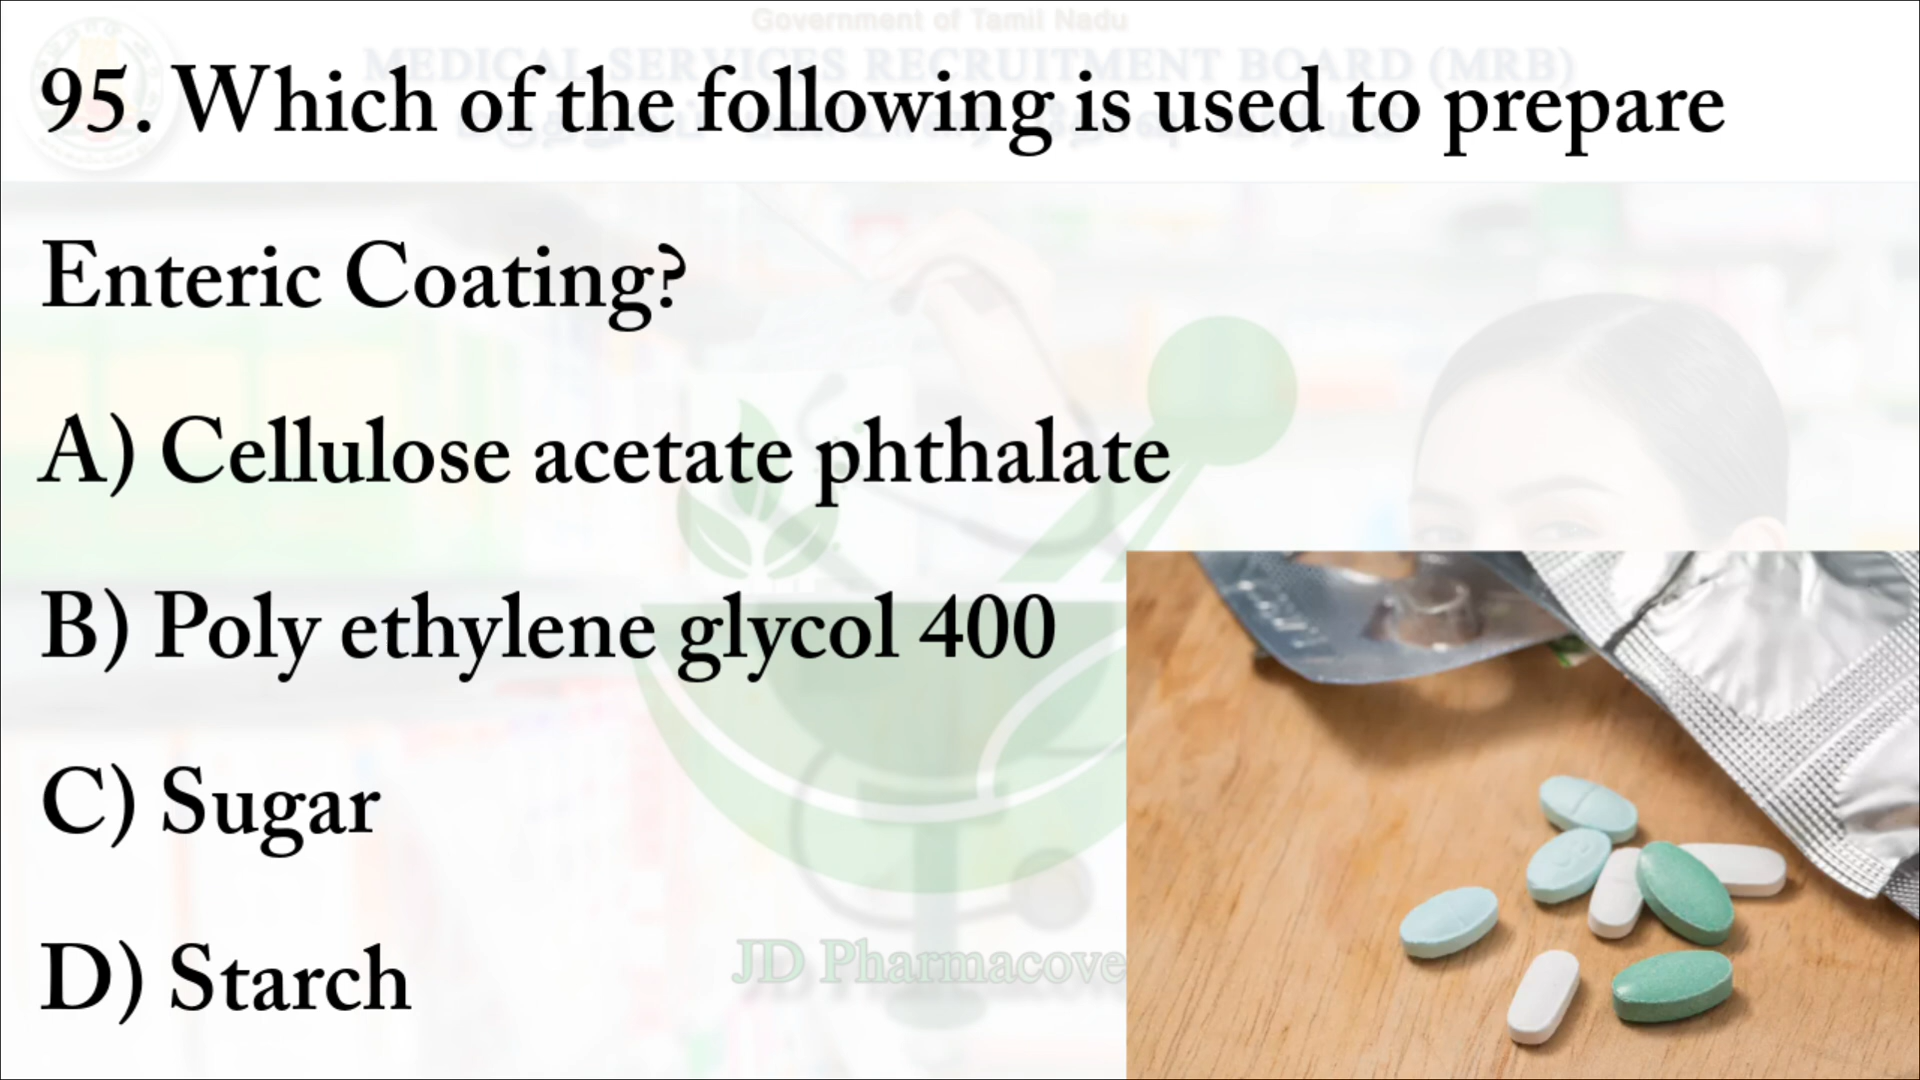 Government of Tamil Nadu
MEDICAL SERVICES RECRUITMENT BOARD (MRB)
95. Which of the following is used to prepare
Enteric Coating?
A) Cellulose acetate phthalate
B) Poly ethylene glycol 400
C) Sugar
D) Starch
JD Pharmacove